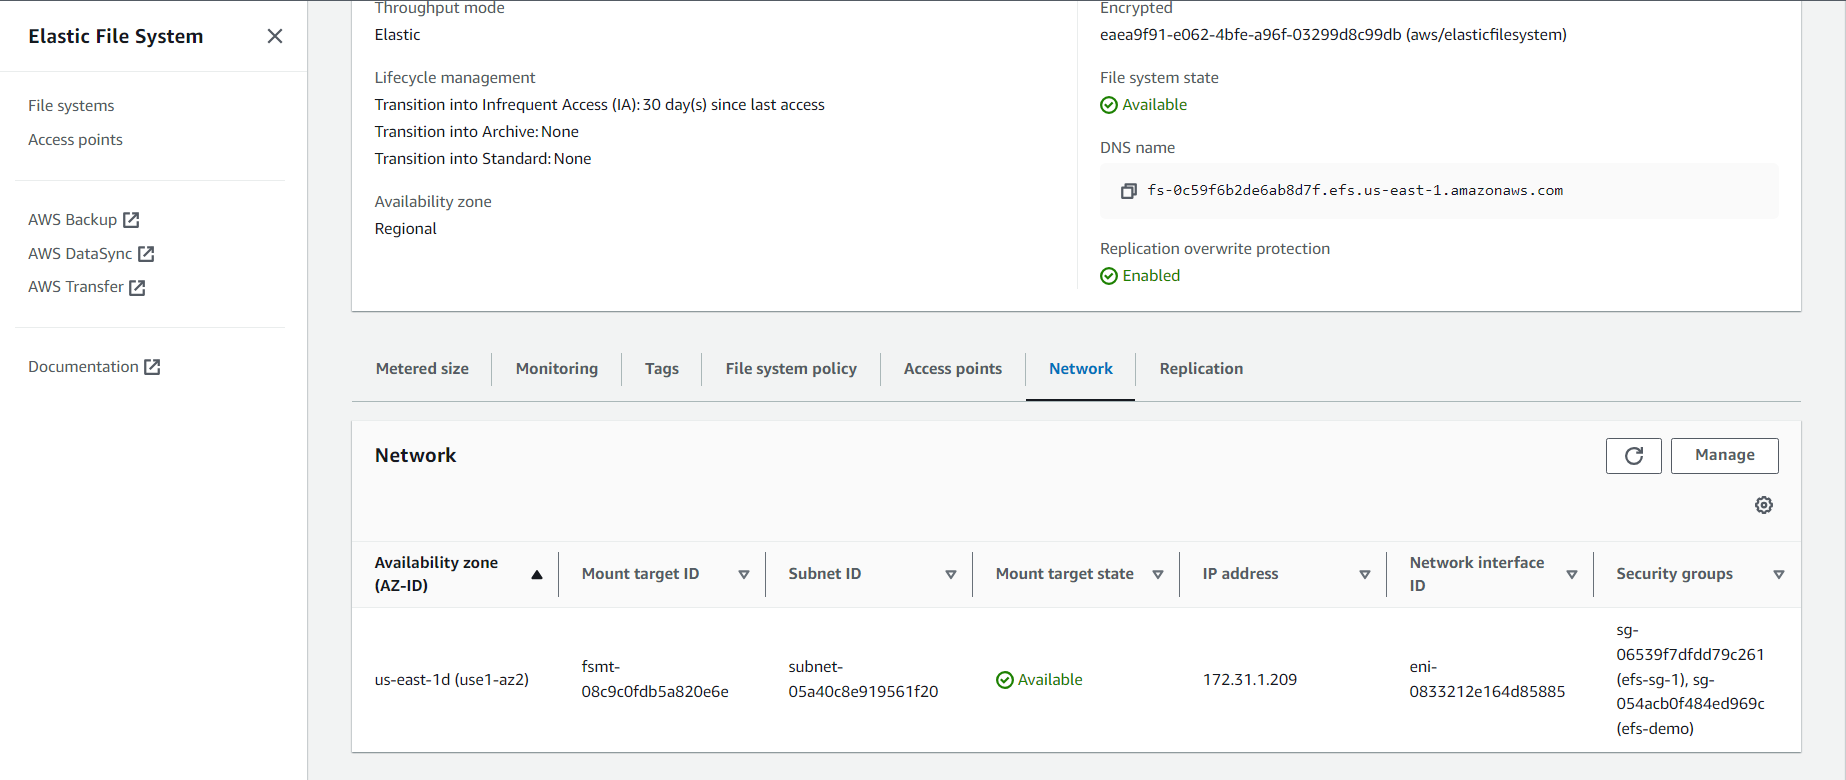 Elastic File System
File systems
Access points
AWS Backup
AWS DataSync
AWS Transfer
Documentation
Throughput mode
Elastic
Lifecycle management
Transition into Infrequent Access (IA): 30 day(s) since last access
Transition into Archive: None
Transition into Standard: None
Availability zone
Regional
Encrypted
eaea9f91-e062-4bfe-a96f-03299d8c99db (aws/elasticfilesystem)
File system state
Available
DNS name
fs-0c59f6b2de6ab8d7f.efs.us-east-1.amazonaws.com
Replication overwrite protection
Enabled
Metered size
Monitoring
Tags
File system policy
Access points
Network
Replication
Network
Manage
Availability zone
(AZ-ID)
Mount target ID
Subnet ID
Mount target state
IP address
Network interface
ID
Security groups
us-east-1d (use1-az2)
fsmt-
08c9c0fdb5a820e6e
subnet-
05a40c8e919561f20
Available
172.31.1.209
eni-
0833212e164d85885
sg-
06539f7dfdd79c261
(efs-sg-1), sg-
054acb0f484ed969c
(efs-demo)